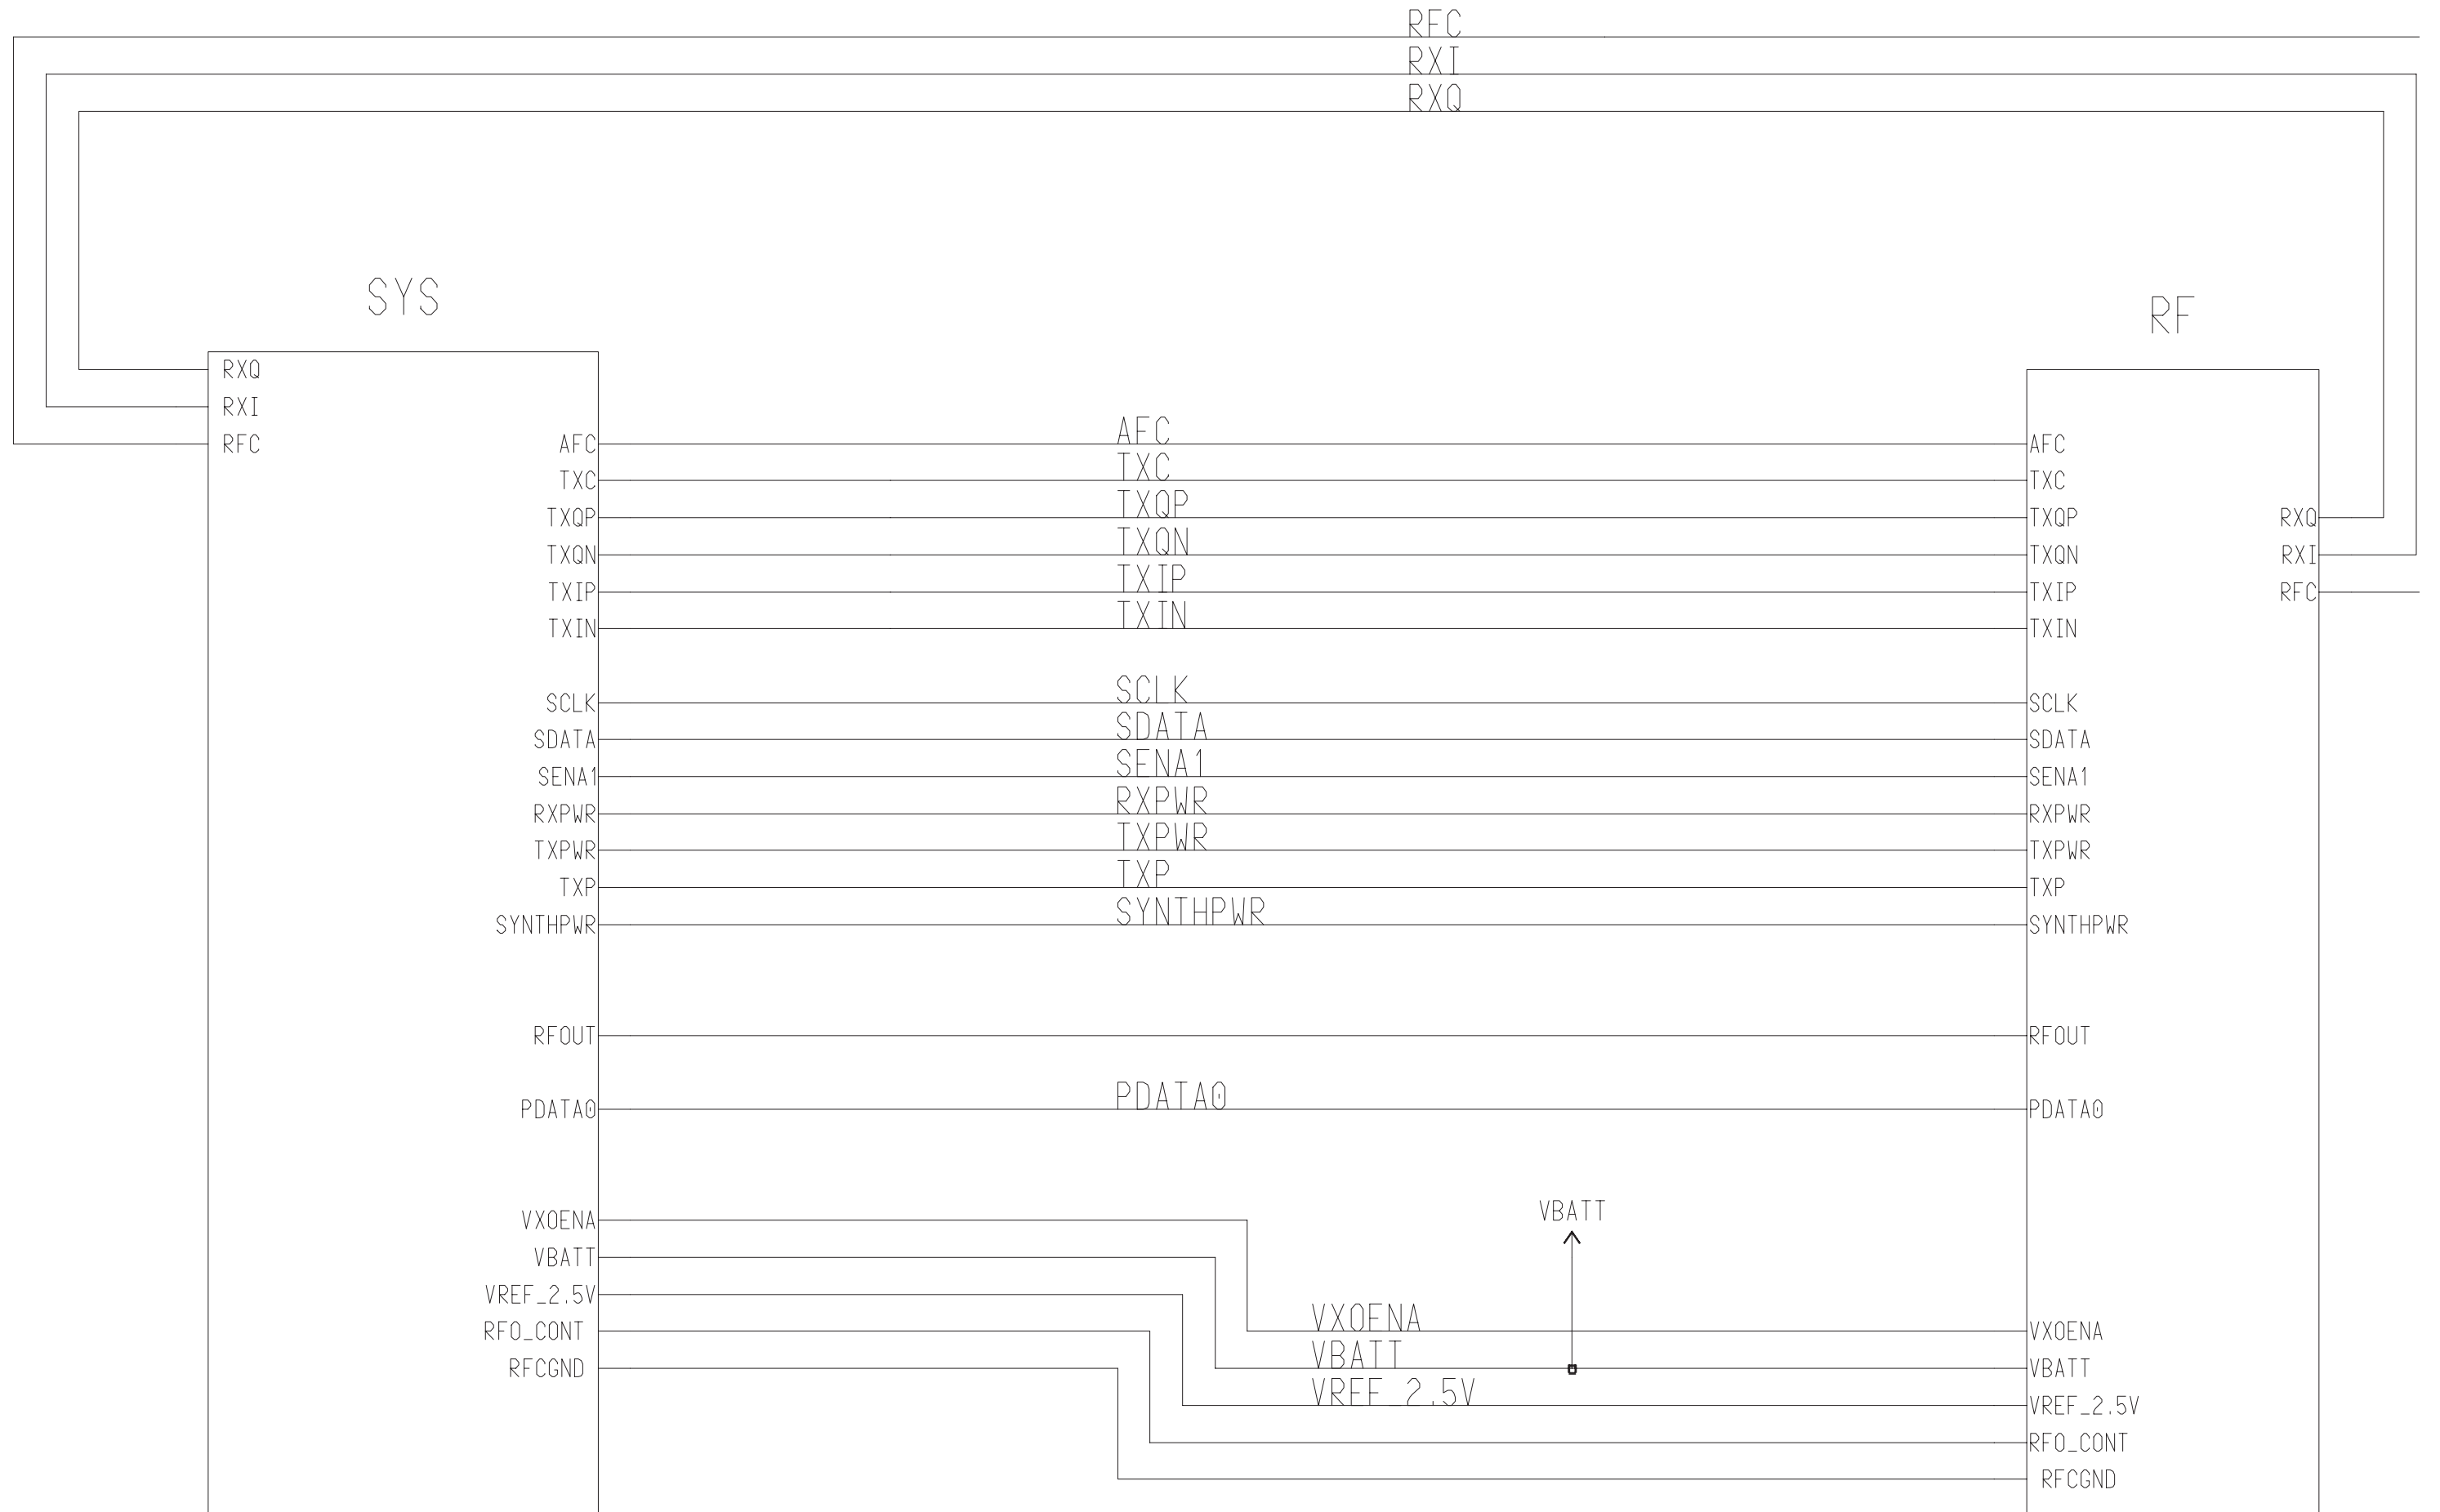 RFC
RXI
RXQ
SYS
RF
RXQ
RXI
RFC AFC AFC AFC
TXC TXC TXC
TXQP TXQP TXQP RXQ
TXQN TXQN TXQN RXI
TXIP TXIP TXIP RFC
TXIN TXIN TXIN
SCLK SCLK SCLK
SDATA SDATA SDATA
SENA1 SENA1 SENA1
RXPWR RXPWR RXPWR
TXPWR TXPWR TXPWR
TXP TXP TXP
SYNTHPWR SYNTHPWR SYNTHPWR
RFOUT RFOUT
PDATA0 PDATA0 PDATA0
VXOENA VBATT
VBATT
VREF_2.5V
RFO_CONT VXOENA VXOENA
RFCGND VBATT VBATT
VREF_2.5V VREF_2.5V
RFO_CONT
RFCGND